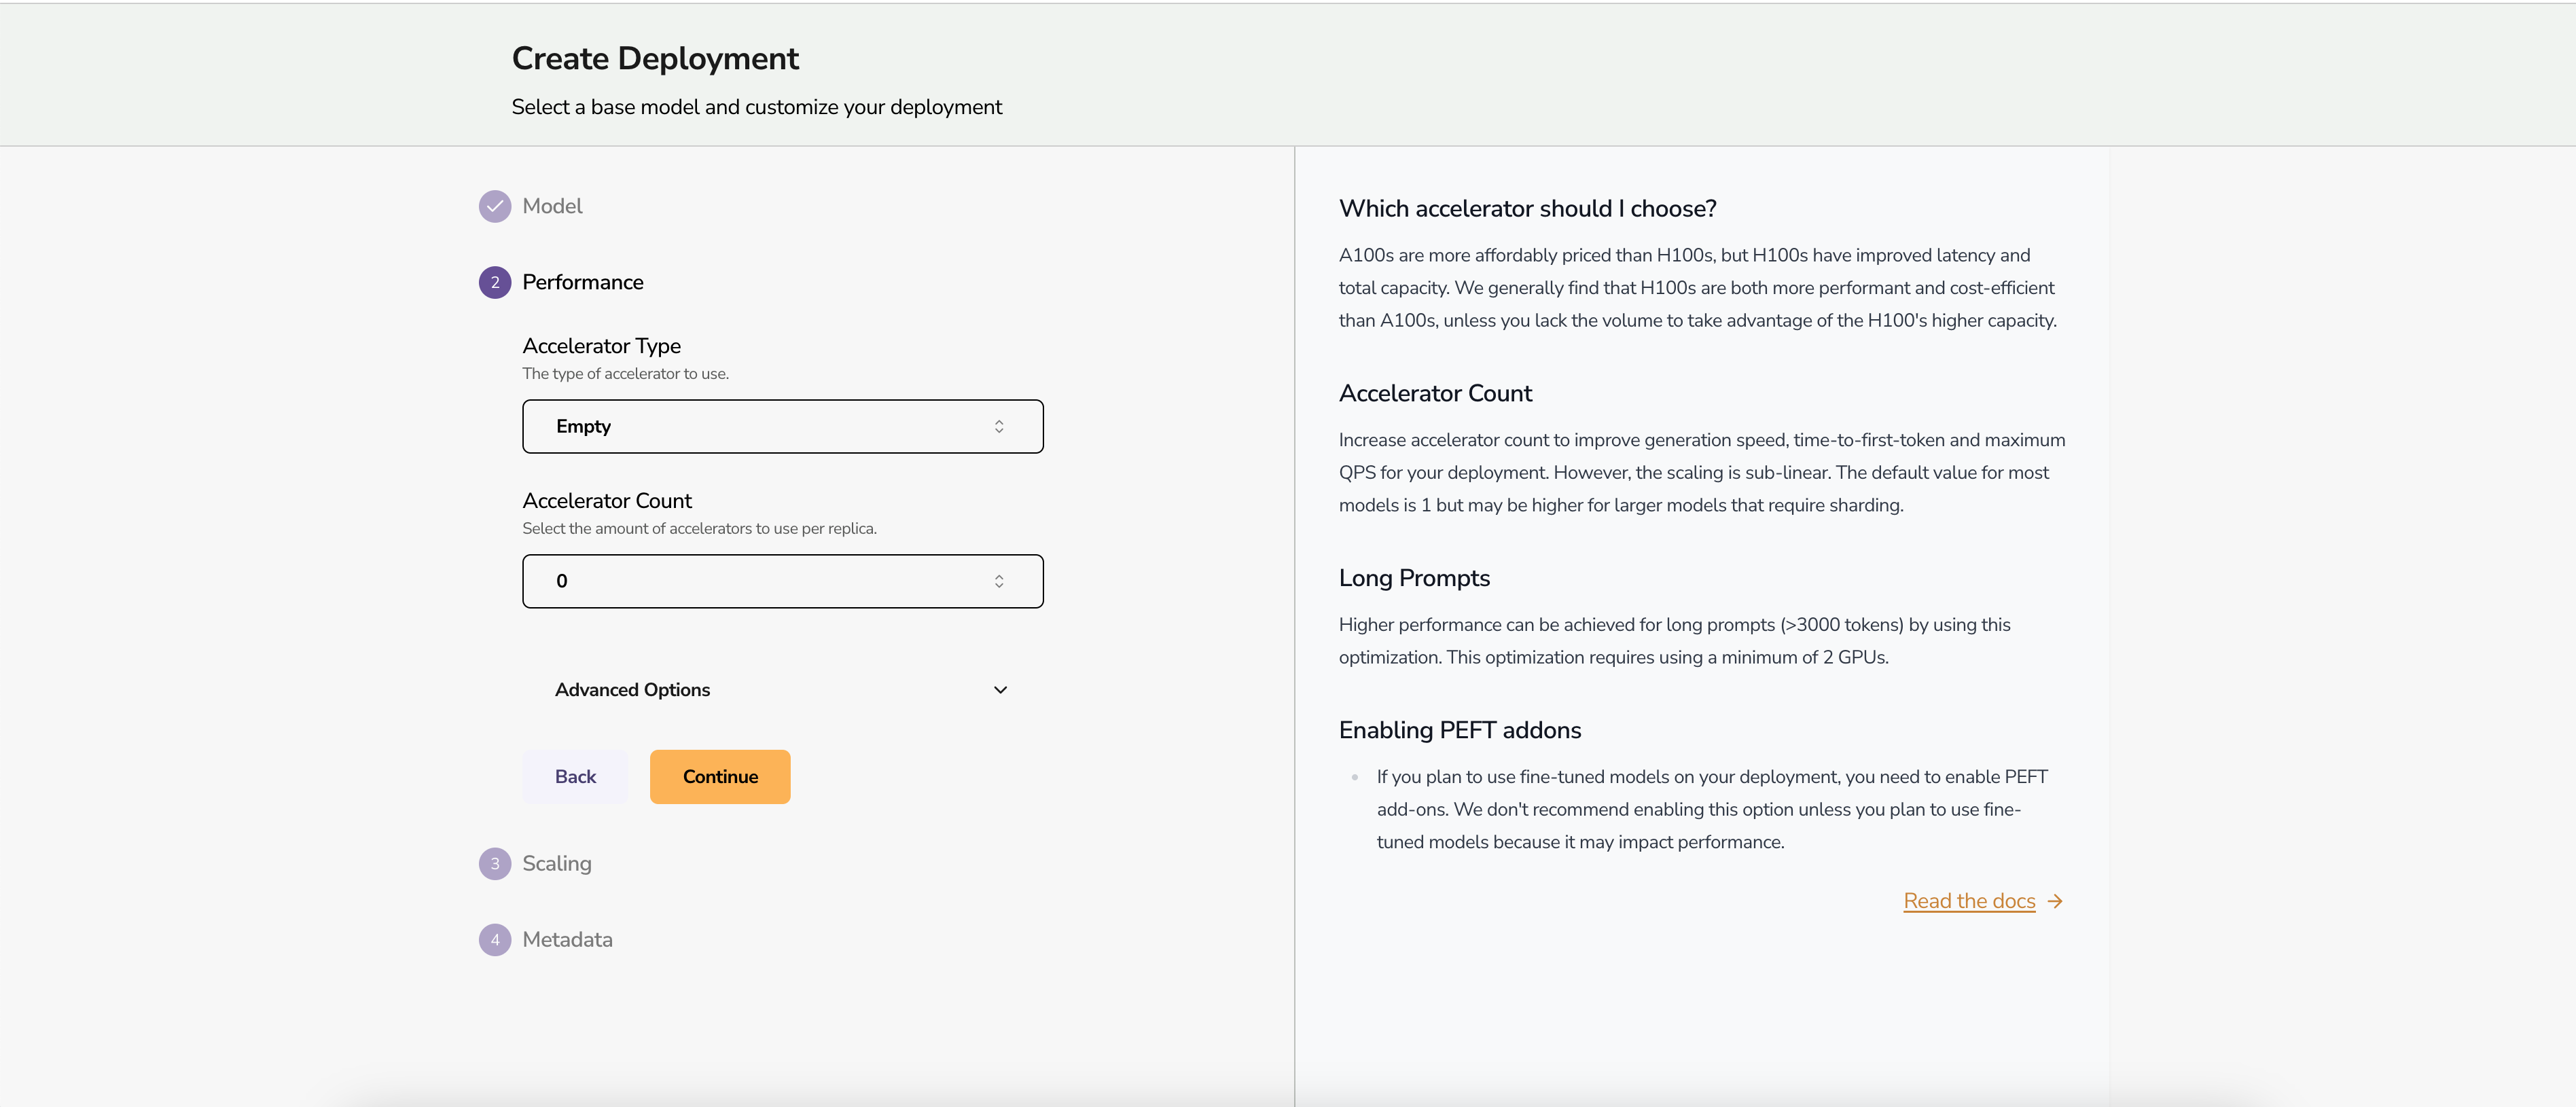 Create Deployment
Select a base model and customize your deployment
Model
2 Performance
Accelerator Type
The type of accelerator to use.
Empty
Accelerator Count
Select the amount of accelerators to use per replica.
0
Advanced Options
Back Continue
3 Scaling
4 Metadata
Which accelerator should I choose?
A100s are more affordably priced than H100s, but H100s have improved latency and
total capacity. We generally find that H100s are both more performant and cost-efficient
than A100s, unless you lack the volume to take advantage of the H100's higher capacity.
Accelerator Count
Increase accelerator count to improve generation speed, time-to-first-token and maximum
QPS for your deployment. However, the scaling is sub-linear. The default value for most
models is 1 but may be higher for larger models that require sharding.
Long Prompts
Higher performance can be achieved for long prompts (>3000 tokens) by using this
optimization. This optimization requires using a minimum of 2 GPUs.
Enabling PEFT addons
If you plan to use fine-tuned models on your deployment, you need to enable PEFT
add-ons. We don't recommend enabling this option unless you plan to use fine-
tuned models because it may impact performance.
Read the docs